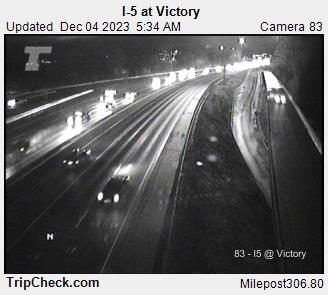 I-5 at Victory
Updated Dec 04 2023 5:34 AM Camera 83
T
N
83 - I5 @ Victory
TripCheck.com Milepost306.80